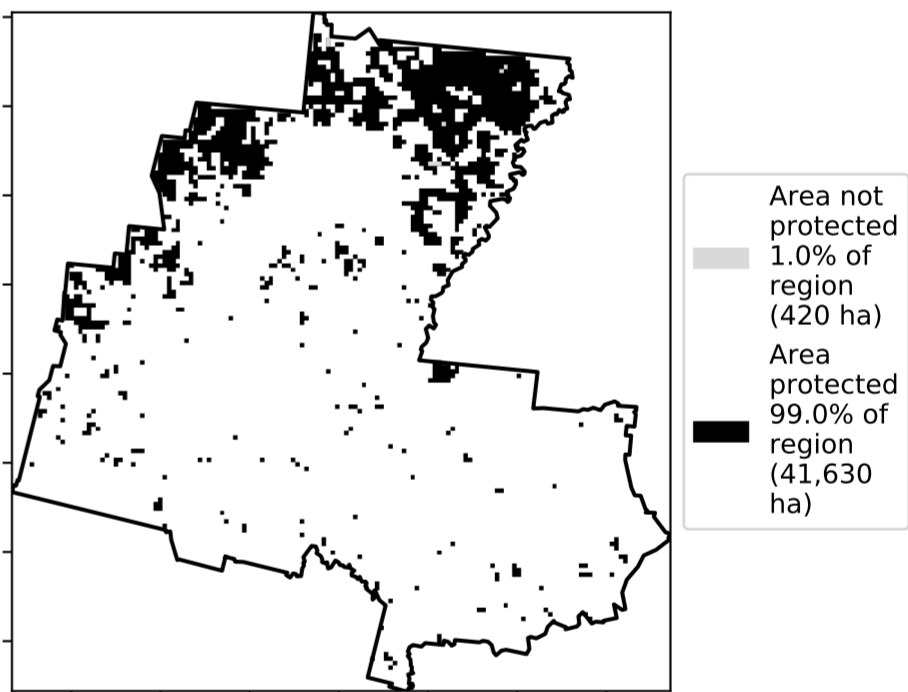 Area not
protected
1.0% of
region
(420 ha)
Area
protected
99.0% of
region
(41,630
ha)